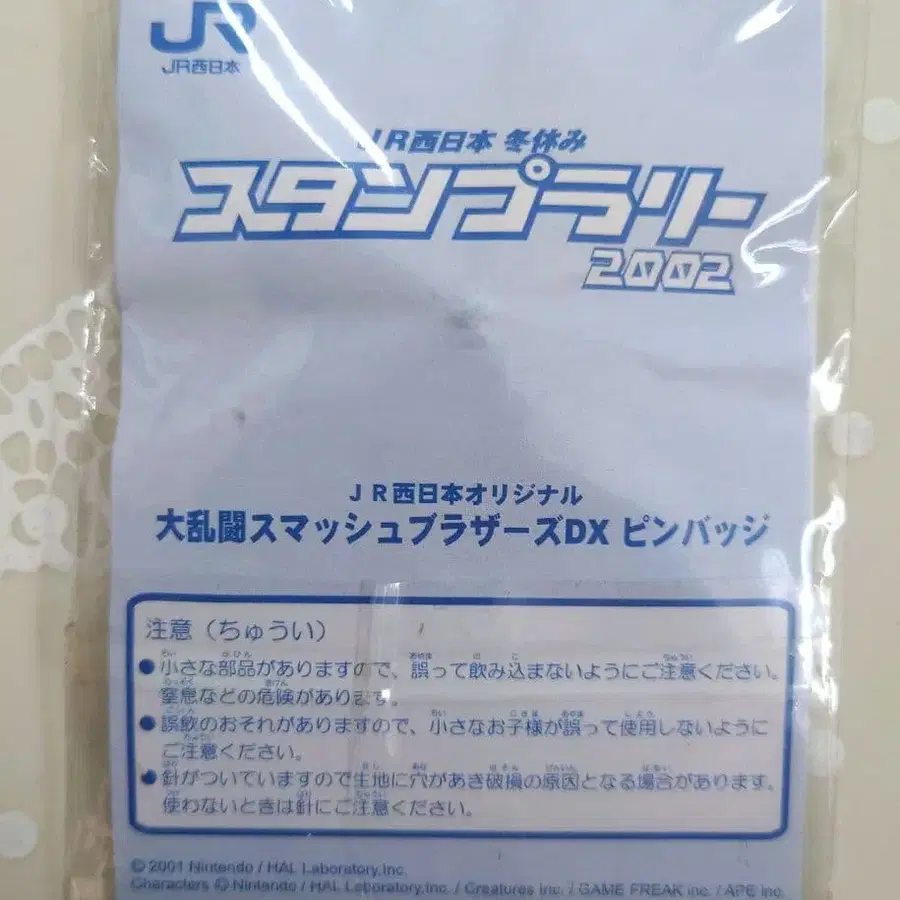 JR
JR西日本
JR西日本 冬休み
スタンプラリー
2002
JR西日本オリジナル
大乱闘スマッシュブラザーズDX ピンバッジ
注意（ちゅうい）
●小さな部品がありますので、誤って飲み込まないようにご注意ください。
窒息などの危険があります。
●誤飲のおそれがありますので、小さなお子様が誤って使用しないように
ご注意ください。
●針がついていますので生地に穴があき破損の原因となる場合があります。
使わないときは針にご注意ください。
© 2001 Nintendo / HAL Laboratory,Inc.
Characters © Nintendo / HAL Laboratory,Inc. / Creatures Inc. / GAME FREAK inc. / APE inc.